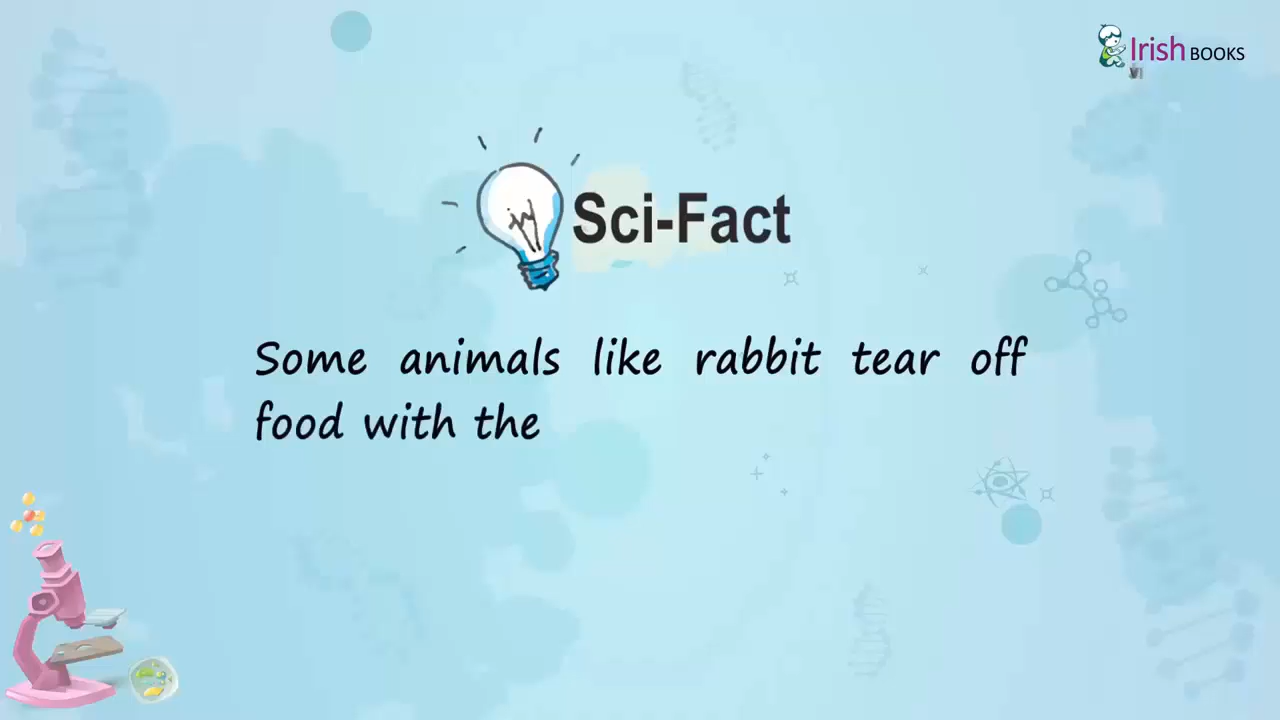 Irish BOOKS
Sci-Fact
Some animals like rabbit tear off
food with the